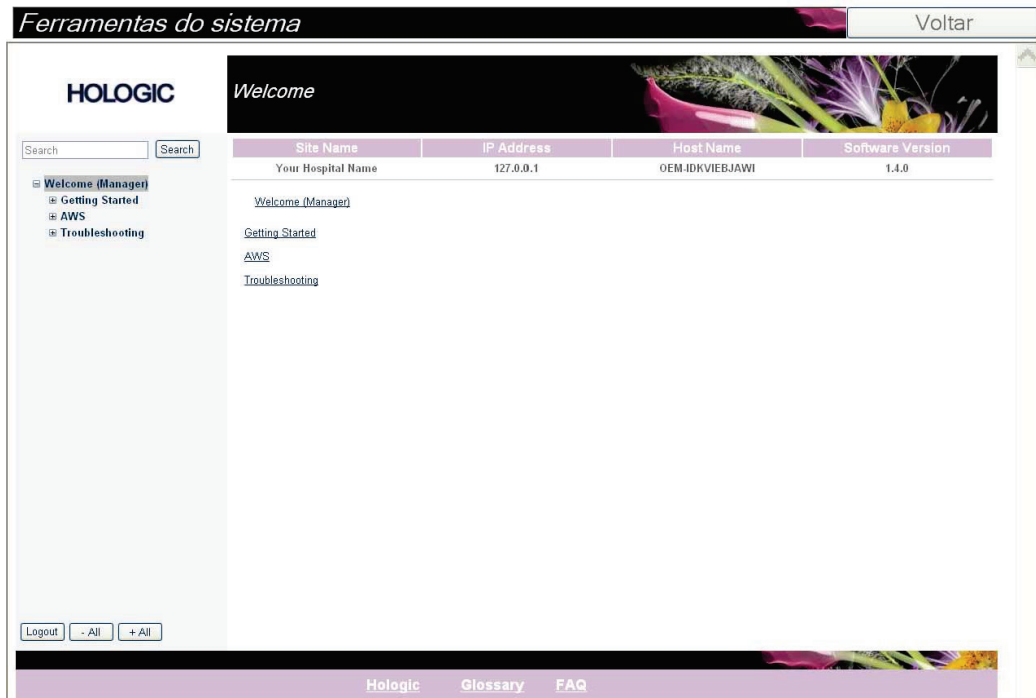 Ferramentas do sistema
Voltar
HOLOGIC
Welcome
Search
Search
Site Name IP Address Host Name Software Version
Your Hospital Name 127.0.0.1 OEM-IDKVIEBJAWI 1.4.0
Welcome (Manager)
Getting Started
AWS
Troubleshooting
Welcome (Manager)
Getting Started
AWS
Troubleshooting
Logout
- All
+ All
Hologic Glossary FAQ